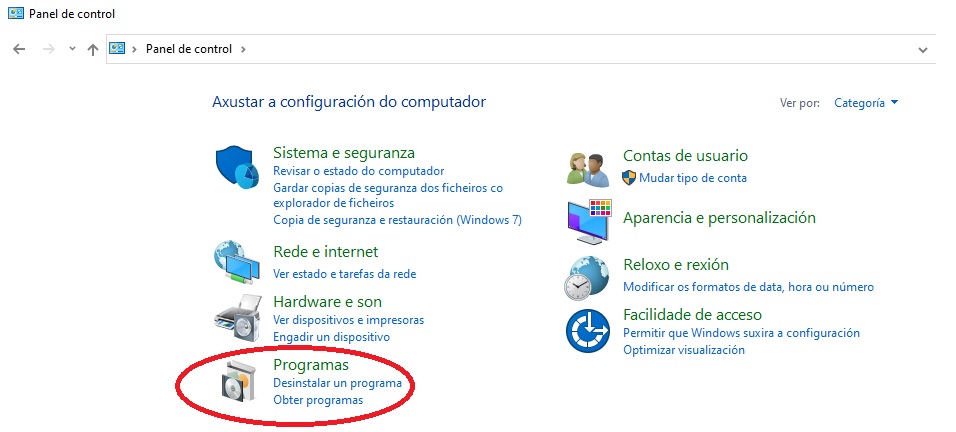 Panel de control
Panel de control
Axustar a configuración do computador
Ver por: Categoría
Sistema e seguranza
Revisar o estado do computador
Gardar copias de seguranza dos ficheiros co
explorador de ficheiros
Copia de seguranza e restauración (Windows 7)
Rede e internet
Ver estado e tarefas da rede
Hardware e son
Ver dispositivos e impresoras
Engadir un dispositivo
Programas
Desinstalar un programa
Obter programas
Contas de usuario
Mudar tipo de conta
Aparencia e personalización
Reloxo e rexión
Modificar os formatos de data, hora ou número
Facilidade de acceso
Permitir que Windows suxira a configuración
Optimizar visualización